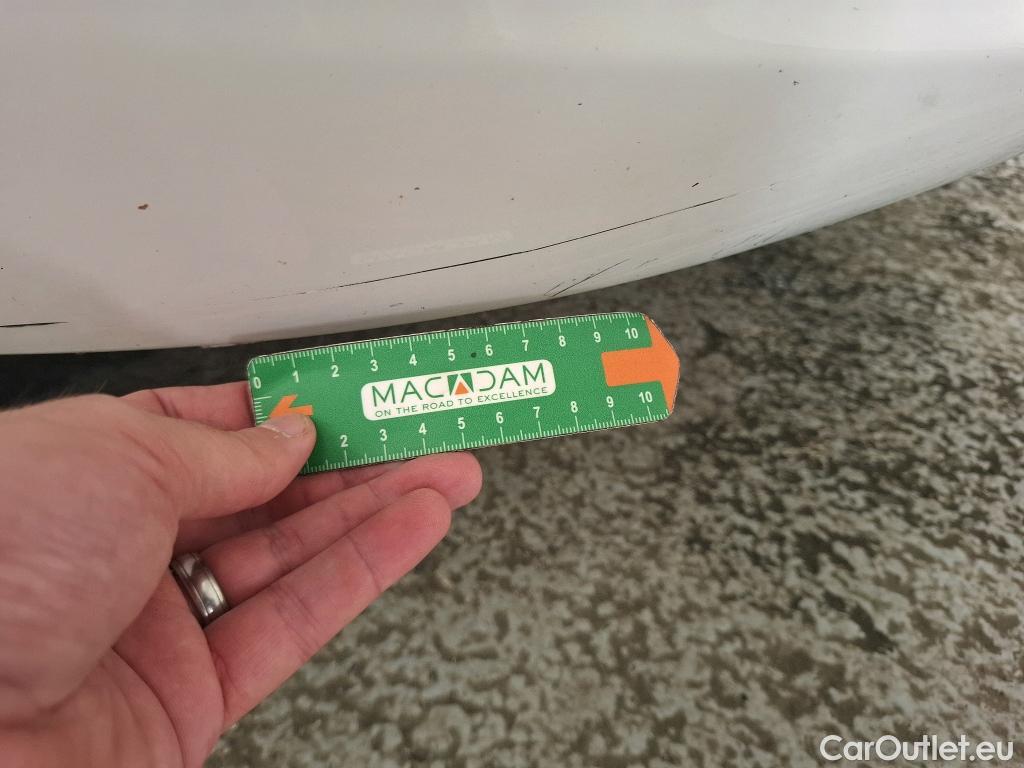 0 1 2 3 4 5 6 7 8 9 10
MACADAM
ON THE ROAD TO EXCELLENCE
2 3 4 5 6 7 8 9 10
CarOutlet.eu